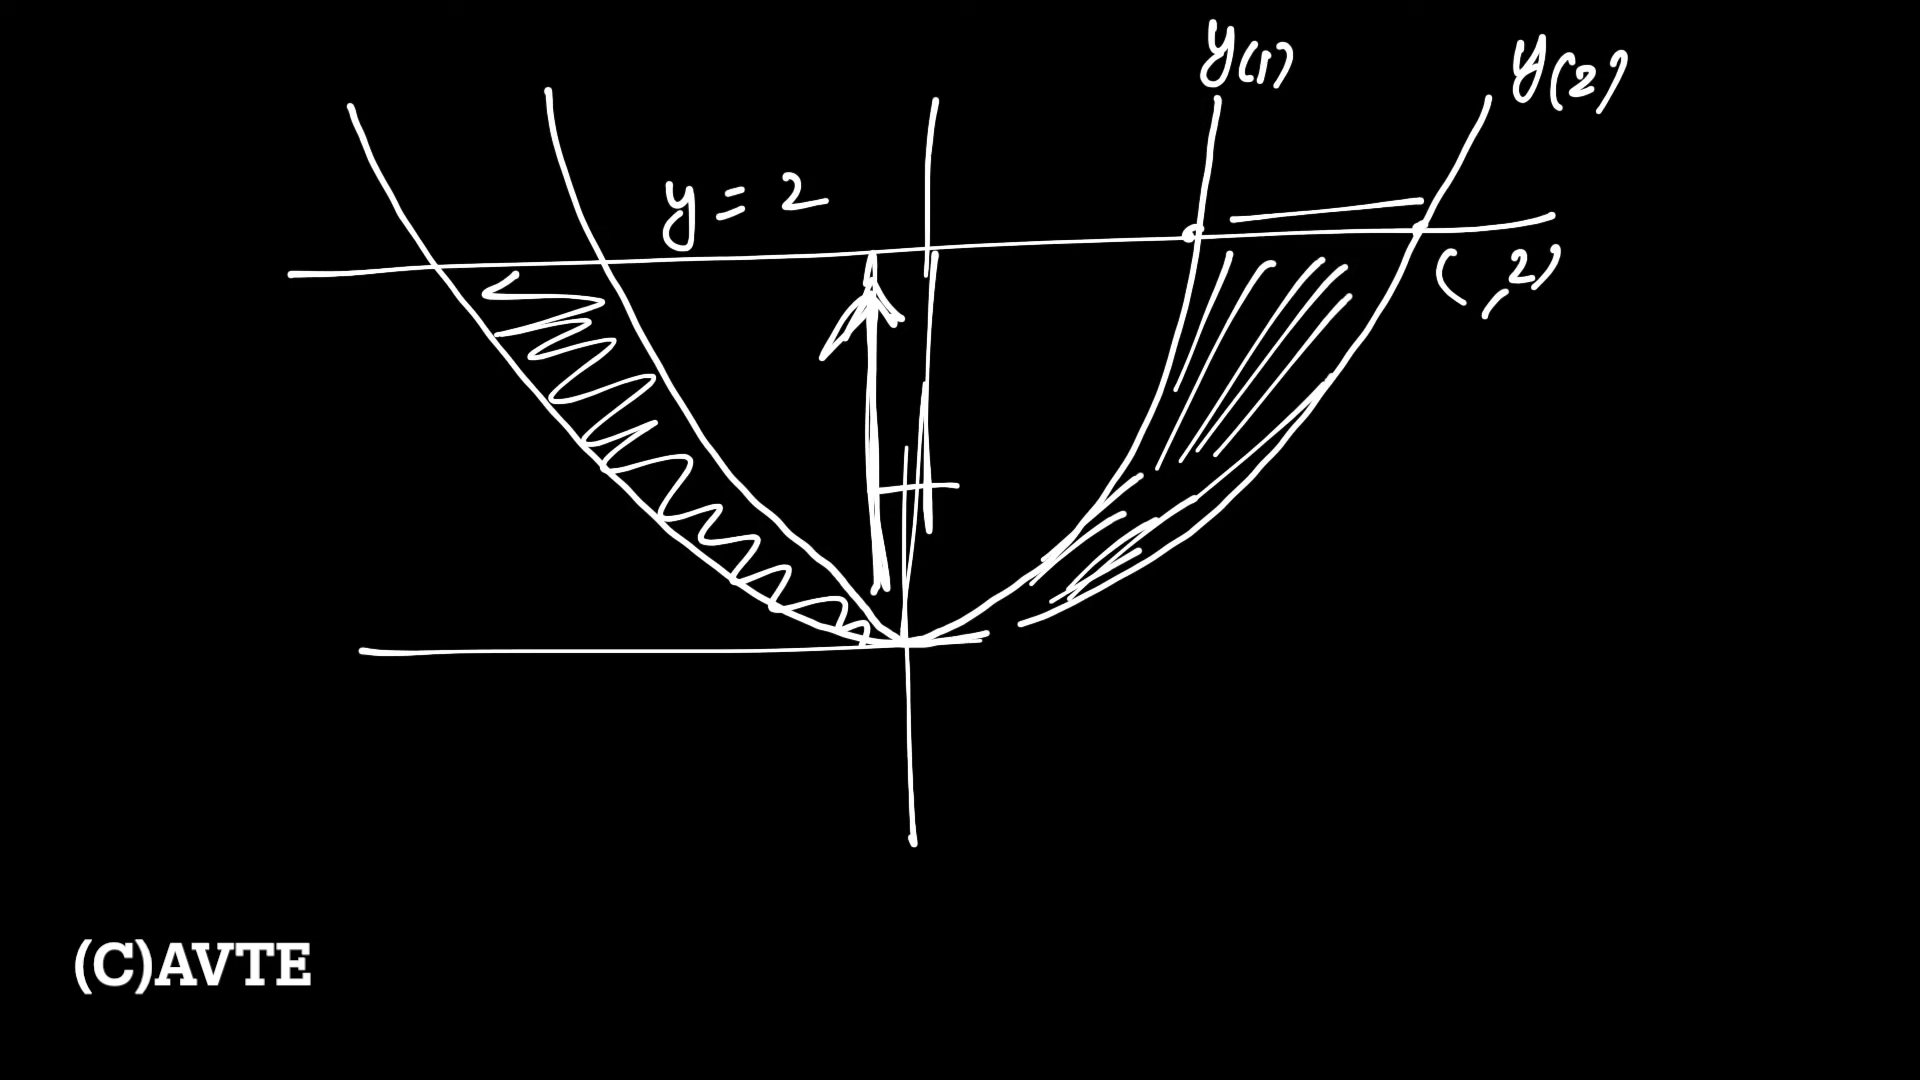 y(1)
y(2)
y = 2
( , 2)
(C)AVTE